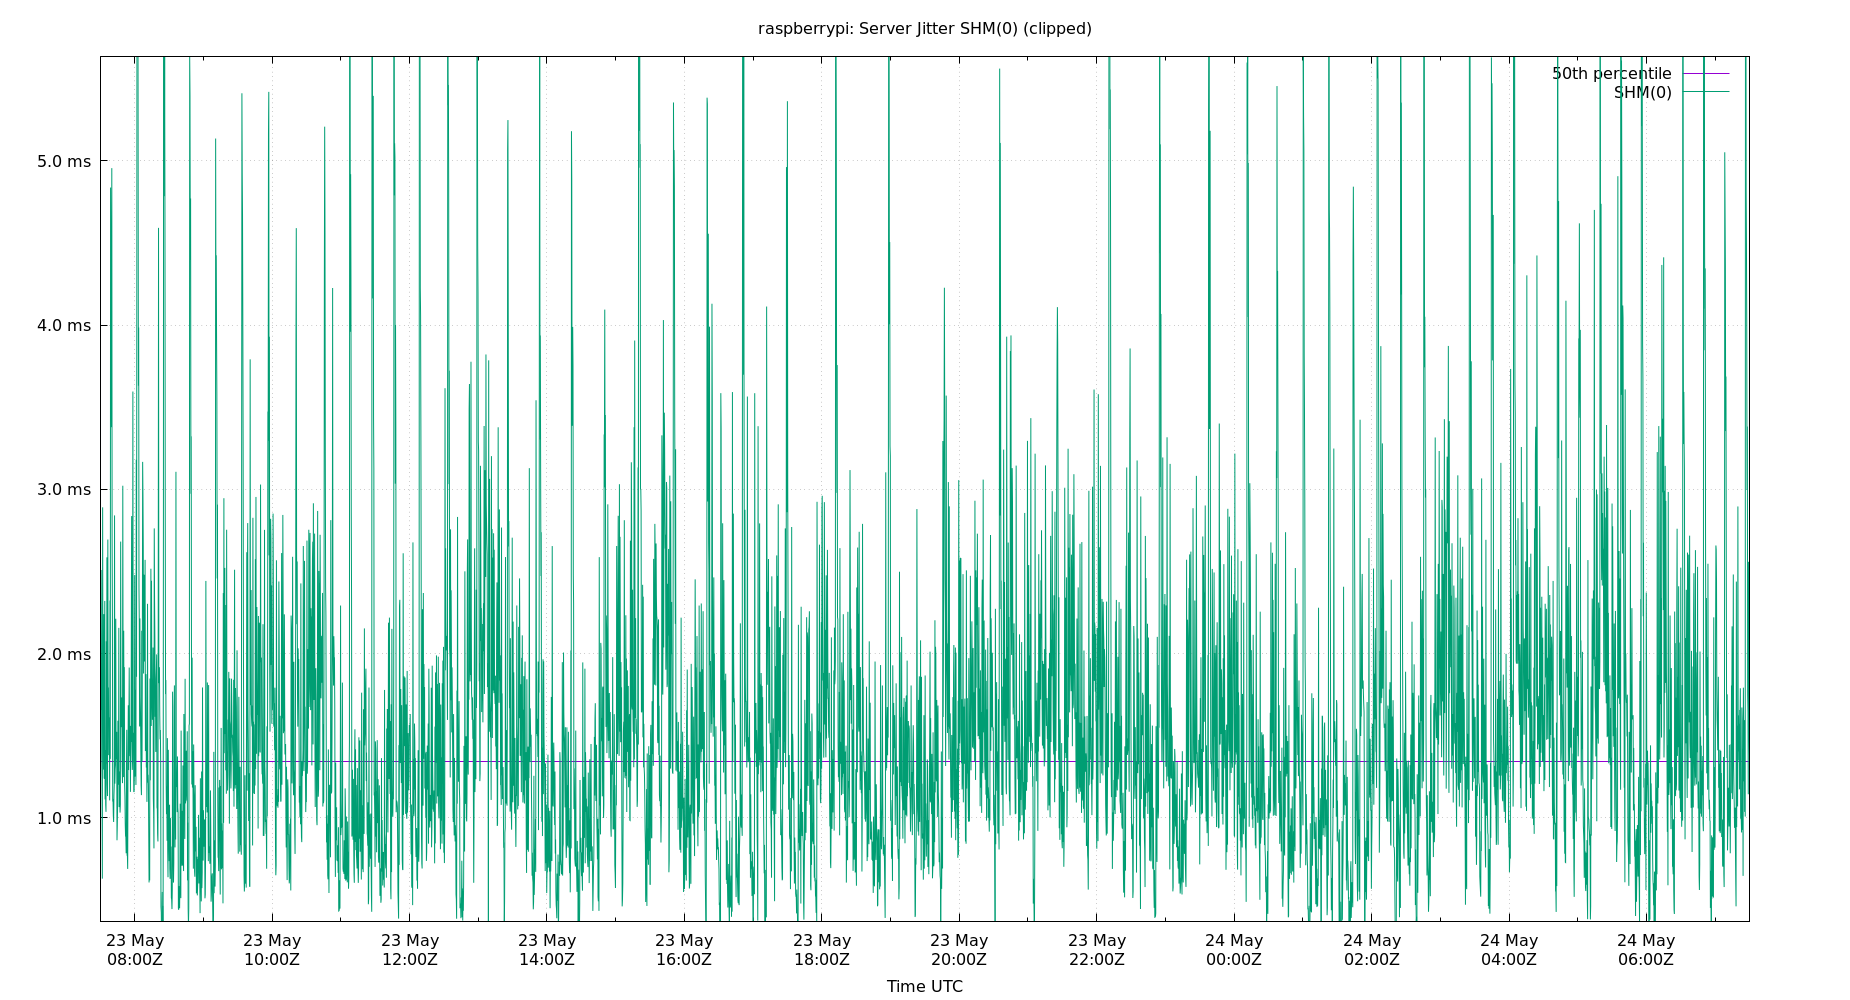 raspberrypi: Server Jitter SHM(0) (clipped)
50th percentile
SHM(0)
5.0 ms
4.0 ms
3.0 ms
2.0 ms
1.0 ms
23 May 23 May 23 May 23 May 23 May 23 May 23 May 23 May 24 May 24 May 24 May 24 May
08:00Z 10:00Z 12:00Z 14:00Z 16:00Z 18:00Z 20:00Z 22:00Z 00:00Z 02:00Z 04:00Z 06:00Z
Time UTC